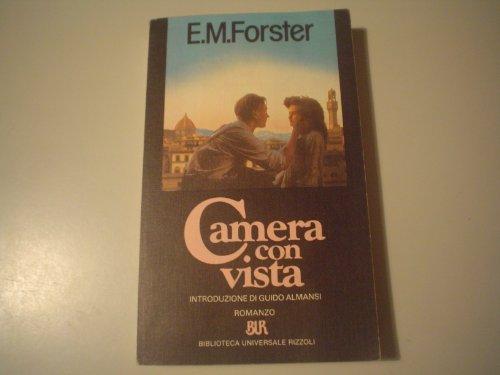 E.M.Forster
Camera
con
vista
INTRODUZIONE DI GUIDO ALMANSI
ROMANZO
BUR
BIBLIOTECA UNIVERSALE RIZZOLI